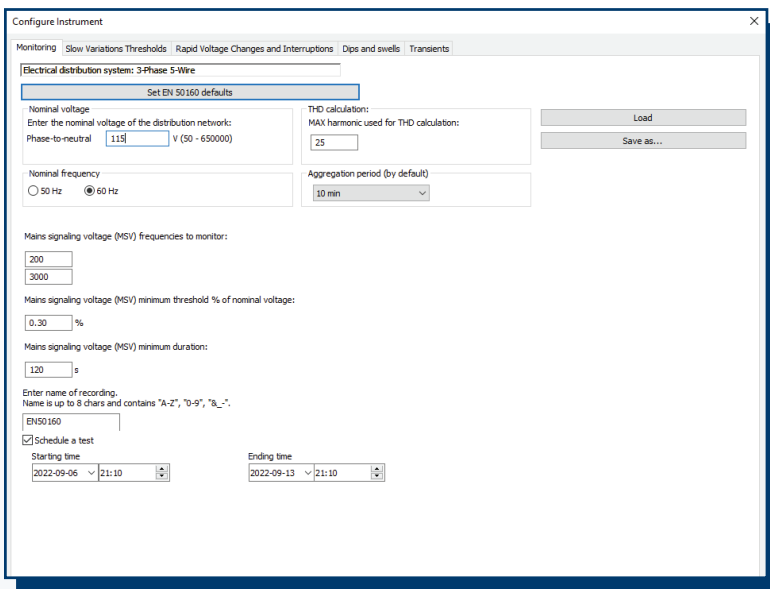 Configure Instrument
Monitoring Slow Variations Thresholds Rapid Voltage Changes and Interruptions Dips and swells Transients
Electrical distribution system: 3-Phase 5-Wire
Set EN 50160 defaults
Nominal voltage
Enter the nominal voltage of the distribution network:
Phase-to-neutral 115 V (50 - 650000)
THD calculation:
MAX harmonic used for THD calculation:
25
Load
Save as...
Nominal frequency
50 Hz 60 Hz
Aggregation period (by default)
10 min
Mains signaling voltage (MSV) frequencies to monitor:
200
3000
Mains signaling voltage (MSV) minimum threshold % of nominal voltage:
0.30 %
Mains signaling voltage (MSV) minimum duration:
120 s
Enter name of recording.
Name is up to 8 chars and contains "A-Z", "0-9", "&_-".
EN50160
Schedule a test
Starting time Ending time
2022-09-06 21:10 2022-09-13 21:10